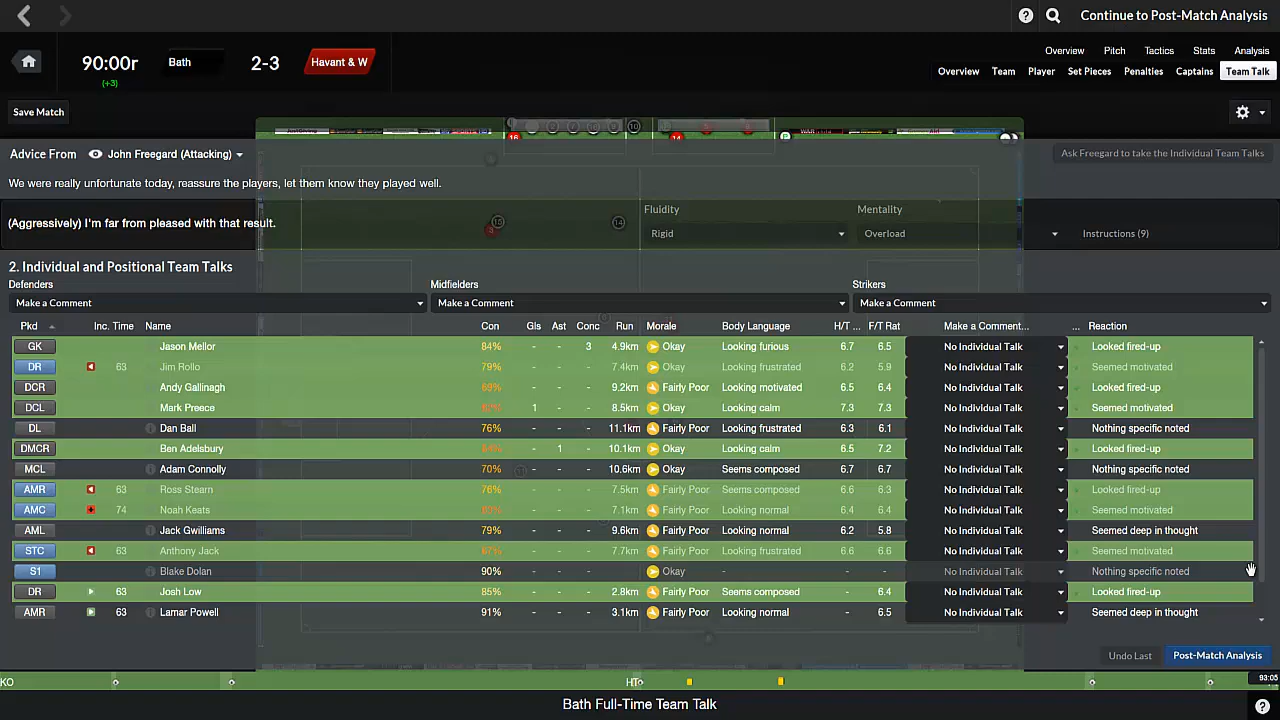 Continue to Post-Match Analysis
90:00r
(+3)
Bath
2-3
Havant & W
Overview Pitch Tactics Stats Analysis
Overview Team Player Set Pieces Penalties Captains Team Talk
Save Match
Advice From John Freegard (Attacking)
Ask Freegard to take the Individual Team Talks
We were really unfortunate today, reassure the players, let them know they played well.
Fluidity Mentality
(Aggressively) I'm far from pleased with that result.
Rigid Overload Instructions (9)
2. Individual and Positional Team Talks
Defenders Midfielders Strikers
Make a Comment Make a Comment Make a Comment
Pkd Inc. Time Name Con Gls Ast Conc Run Morale Body Language H/T ... F/T Rat Make a Comment... ... Reaction
GK Jason Mellor 84% - - 3 4.9km Okay Looking furious 6.7 6.5 No Individual Talk Looked fired-up
DR 63 Jim Rollo 79% - - - 7.4km Okay Looking frustrated 6.2 5.9 No Individual Talk Seemed motivated
DCR Andy Gallinagh 69% - - - 9.2km Fairly Poor Looking motivated 6.5 6.4 No Individual Talk Looked fired-up
DCL Mark Preece 1 - - 8.5km Okay Looking calm 7.3 7.3 No Individual Talk Seemed motivated
DL Dan Ball 76% - - - 11.1km Fairly Poor Looking frustrated 6.3 6.1 No Individual Talk Nothing specific noted
DMCR Ben Adelsbury - 1 - 10.1km Okay Looking calm 6.5 7.2 No Individual Talk Looked fired-up
MCL Adam Connolly 70% - - - 10.6km Okay Seems composed 6.7 6.7 No Individual Talk Nothing specific noted
AMR 63 Ross Stearn 76% - - - 7.5km Fairly Poor Seems composed 6.6 6.3 No Individual Talk Looked fired-up
AMC 74 Noah Keats - - - 7.1km Fairly Poor Looking normal 6.6 6.4 No Individual Talk Seemed motivated
AML Jack Gwilliams 79% - - - 9.6km Fairly Poor Looking normal 6.2 5.8 No Individual Talk Seemed deep in thought
STC 63 Anthony Jack - - - 7.7km Fairly Poor Looking frustrated 6.6 6.6 No Individual Talk Seemed motivated
S1 Blake Dolan 90% - - - - Okay - - - No Individual Talk Nothing specific noted
DR 63 Josh Low 85% - - - 2.8km Fairly Poor Seems composed - 6.4 No Individual Talk Looked fired-up
AMR 63 Lamar Powell 91% - - - 3.1km Fairly Poor Looking normal - 6.5 No Individual Talk Seemed deep in thought
Undo Last Post-Match Analysis
KO HT 93:05
Bath Full-Time Team Talk